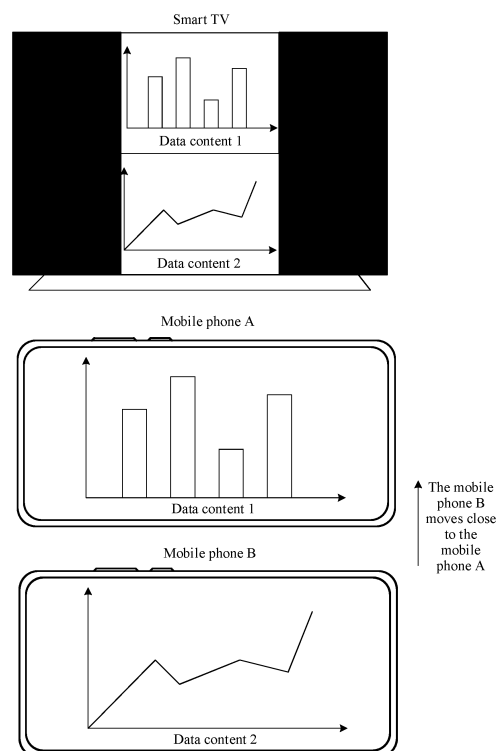 Smart TV
Data content 1
Data content 2
Mobile phone A
Data content 1
The mobile
phone B
moves close
to the
mobile
phone A
Mobile phone B
Data content 2